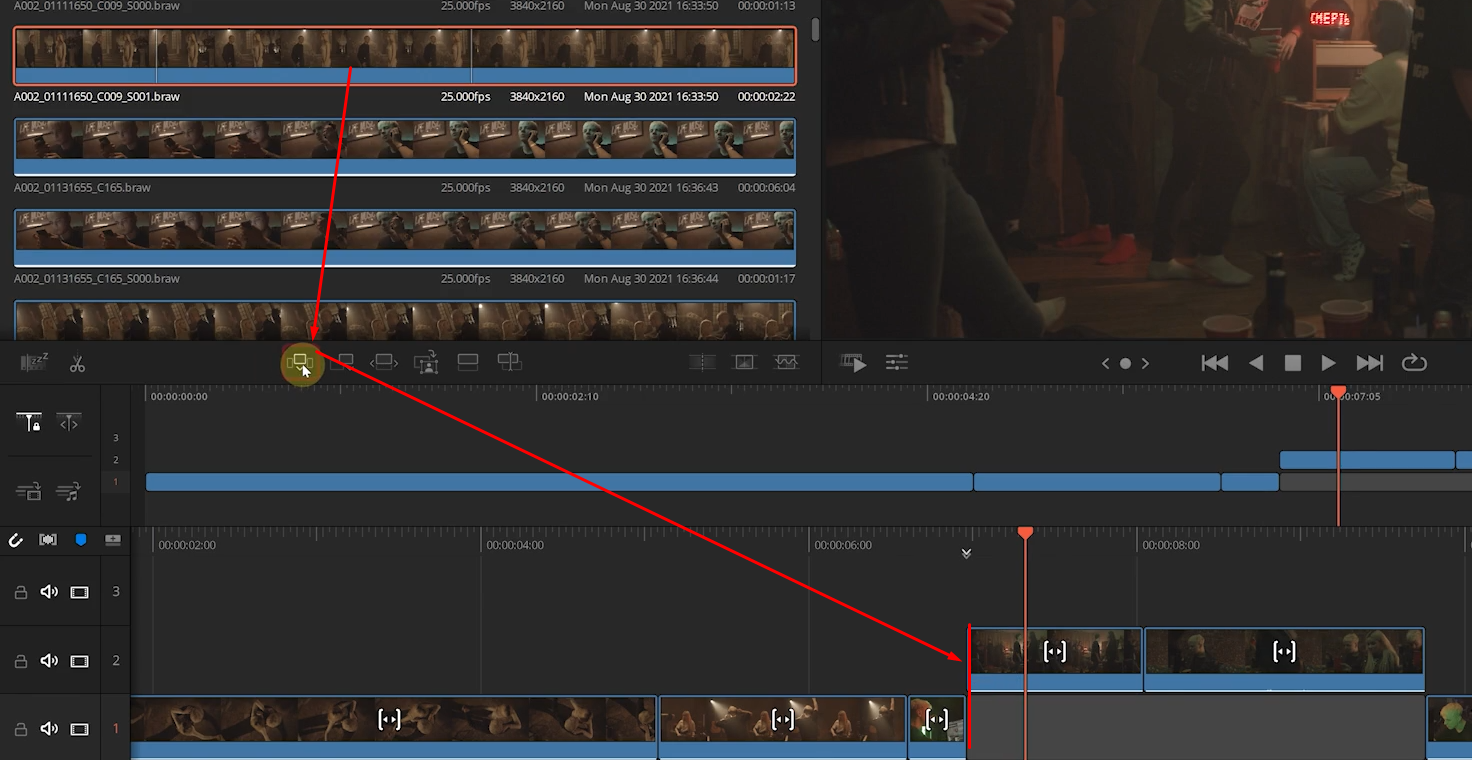 A002_01111650_C009_S000.braw 25.000fps 3840x2160 Mon Aug 30 2021 16:33:50 00:00:01:13
A002_01111650_C009_S001.braw 25.000fps 3840x2160 Mon Aug 30 2021 16:33:50 00:00:02:22
A002_01131655_C165.braw 25.000fps 3840x2160 Mon Aug 30 2021 16:36:43 00:00:06:04
A002_01131655_C165_S000.braw 25.000fps 3840x2160 Mon Aug 30 2021 16:36:44 00:00:01:17
СМЕРТЬ
zzZ
00:00:00:00 00:00:02:10 00:00:04:20 00:00:07:05
3
2
1
00:00:02:00 00:00:04:00 00:00:06:00 00:00:08:00
3
2
1